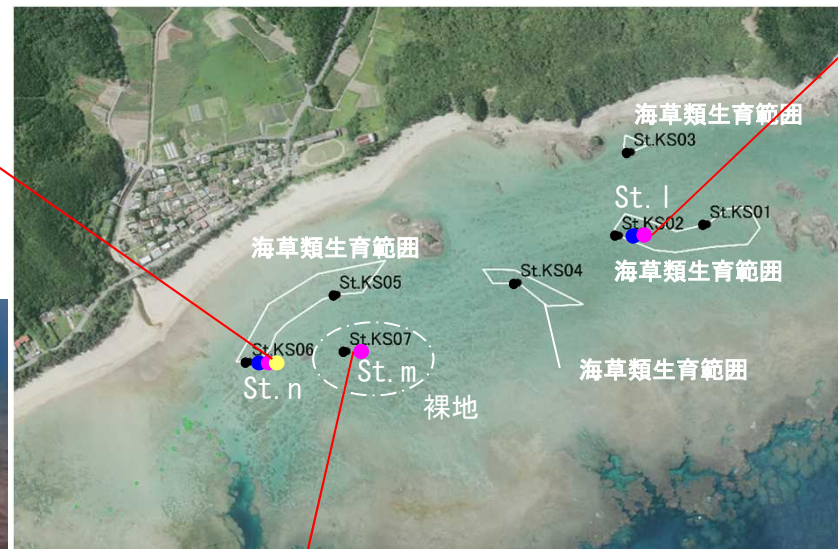 海草類生育範囲
St.KS03
St.l
St.KS01
St.KS02
海草類生育範囲
海草類生育範囲
St.KS05
St.KS04
St.KS07
St.KS06
St.m
海草類生育範囲
St.n
裸地